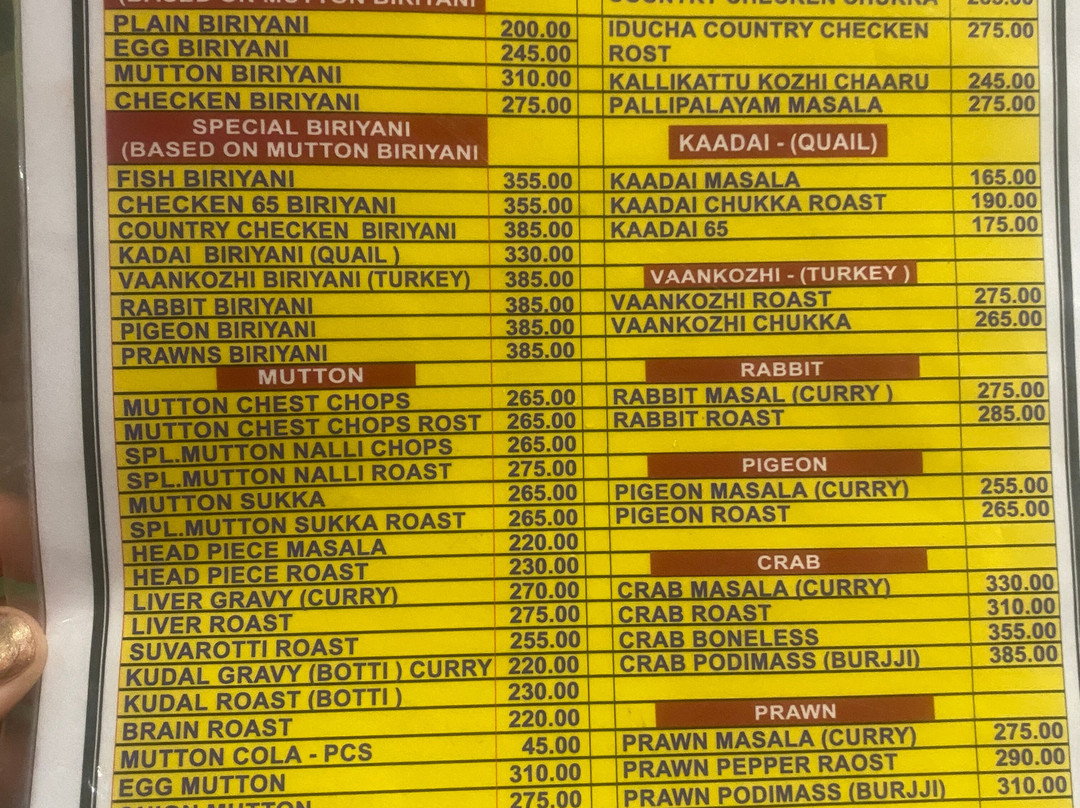 (BASED ON MUTTON BIRIYANI
PLAIN BIRIYANI 200.00
EGG BIRIYANI 245.00
MUTTON BIRIYANI 310.00
CHECKEN BIRIYANI 275.00
SPECIAL BIRIYANI
(BASED ON MUTTON BIRIYANI
FISH BIRIYANI 355.00
CHECKEN 65 BIRIYANI 355.00
COUNTRY CHECKEN BIRIYANI 385.00
KADAI BIRIYANI (QUAIL ) 330.00
VAANKOZHI BIRIYANI (TURKEY) 385.00
RABBIT BIRIYANI 385.00
PIGEON BIRIYANI 385.00
PRAWNS BIRIYANI 385.00
MUTTON
MUTTON CHEST CHOPS 265.00
MUTTON CHEST CHOPS ROST 265.00
SPL.MUTTON NALLI CHOPS 265.00
SPL.MUTTON NALLI ROAST 275.00
MUTTON SUKKA 265.00
SPL.MUTTON SUKKA ROAST 265.00
HEAD PIECE MASALA 220.00
HEAD PIECE ROAST 230.00
LIVER GRAVY (CURRY) 270.00
LIVER ROAST 275.00
SUVAROTTI ROAST 255.00
KUDAL GRAVY (BOTTI ) CURRY 220.00
KUDAL ROAST (BOTTI ) 230.00
BRAIN ROAST 220.00
MUTTON COLA - PCS 45.00
EGG MUTTON 310.00
MUTTON 275.00
COUNTRY CHECKEN CHUKKA
IDUCHA COUNTRY CHECKEN 275.00
ROST
KALLIKATTU KOZHI CHAARU 245.00
PALLIPALAYAM MASALA 275.00
KAADAI - (QUAIL)
KAADAI MASALA 165.00
KAADAI CHUKKA ROAST 190.00
KAADAI 65 175.00
VAANKOZHI - (TURKEY )
VAANKOZHI ROAST 275.00
VAANKOZHI CHUKKA 265.00
RABBIT
RABBIT MASAL (CURRY ) 275.00
RABBIT ROAST 285.00
PIGEON
PIGEON MASALA (CURRY) 255.00
PIGEON ROAST 265.00
CRAB
CRAB MASALA (CURRY) 330.00
CRAB ROAST 310.00
CRAB BONELESS 355.00
CRAB PODIMASS (BURJJI) 385.00
PRAWN
PRAWN MASALA (CURRY) 275.00
PRAWN PEPPER RAOST 290.00
PRAWN PODIMASS (BURJJI) 310.00